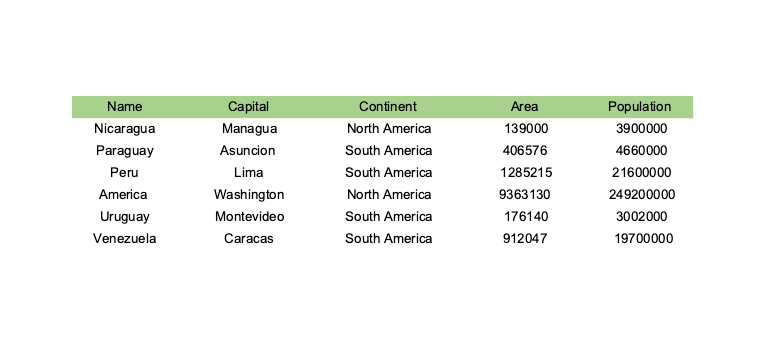 Name Capital Continent Area Population
Nicaragua Managua North America 139000 3900000
Paraguay Asuncion South America 406576 4660000
Peru Lima South America 1285215 21600000
America Washington North America 9363130 249200000
Uruguay Montevideo South America 176140 3002000
Venezuela Caracas South America 912047 19700000